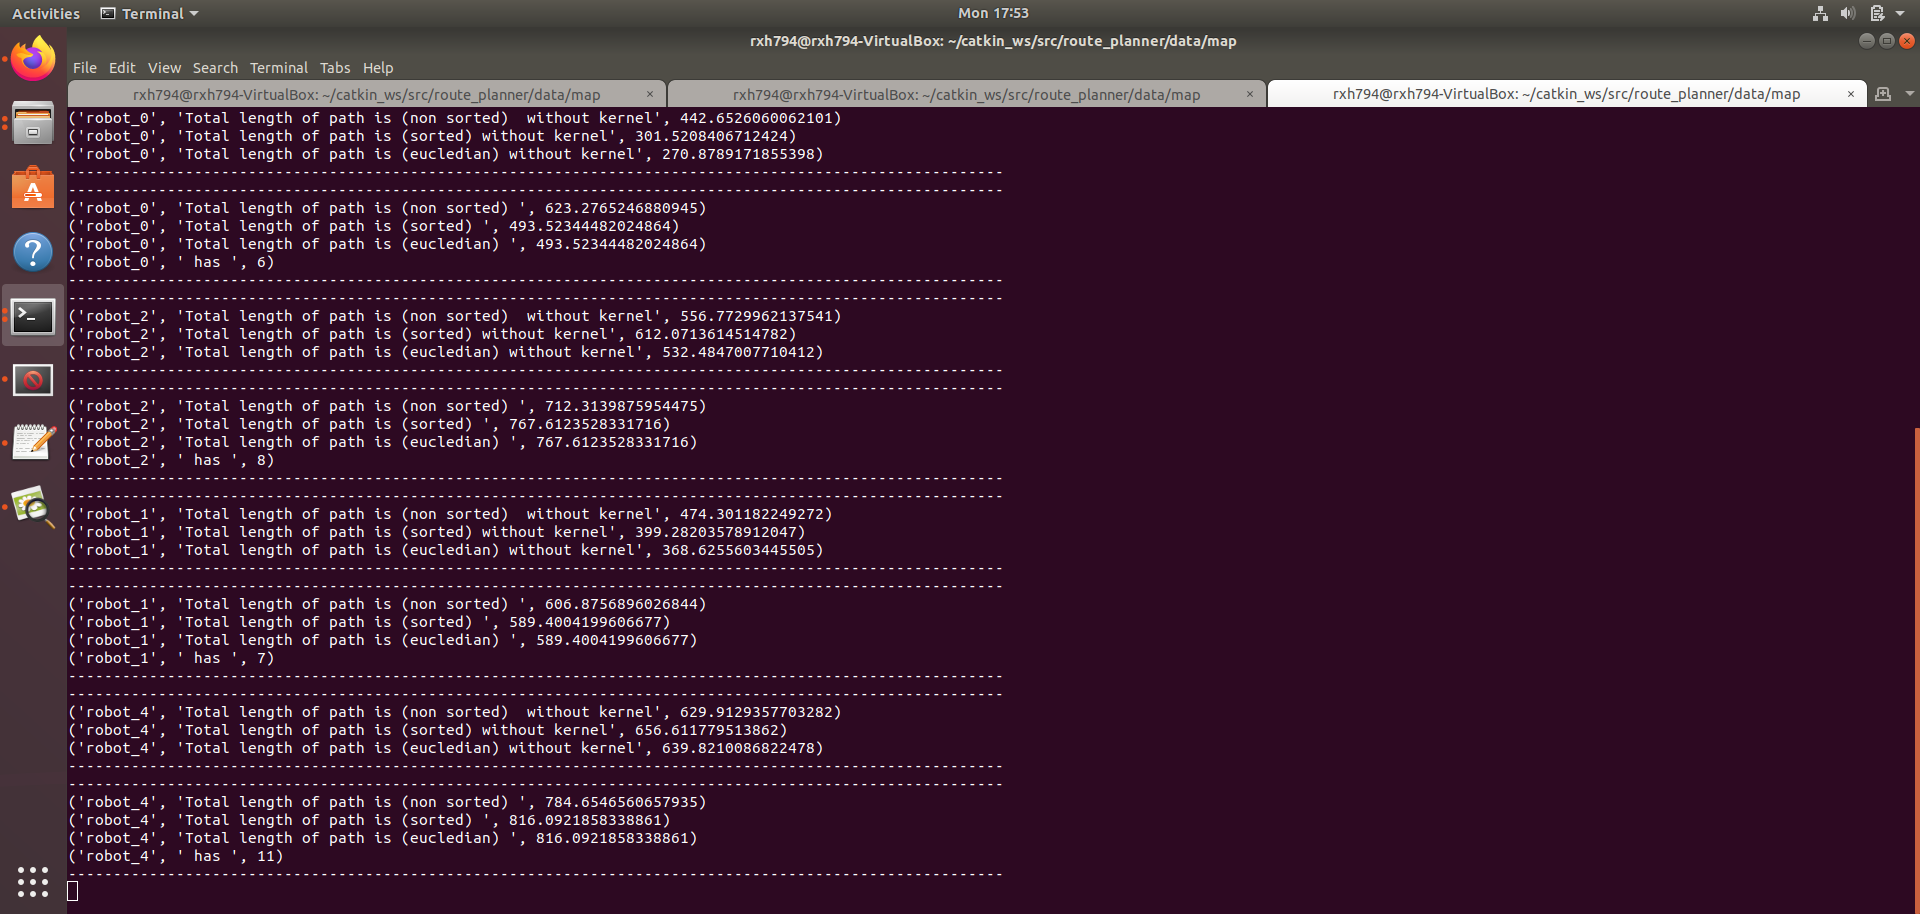 Activities Terminal Mon 17:53
rxh794@rxh794-VirtualBox: ~/catkin_ws/src/route_planner/data/map
File Edit View Search Terminal Tabs Help
rxh794@rxh794-VirtualBox: ~/catkin_ws/src/route_planner/data/map × rxh794@rxh794-VirtualBox: ~/catkin_ws/src/route_planner/data/map × rxh794@rxh794-VirtualBox: ~/catkin_ws/src/route_planner/data/map ×
('robot_0', 'Total length of path is (non sorted)  without kernel', 442.6526060062101)
('robot_0', 'Total length of path is (sorted) without kernel', 301.5208406712424)
('robot_0', 'Total length of path is (eucledian) without kernel', 270.8789171855398)
--------------------------------------------------------------------------------------------------------
--------------------------------------------------------------------------------------------------------
('robot_0', 'Total length of path is (non sorted) ', 623.2765246880945)
('robot_0', 'Total length of path is (sorted) ', 493.52344482024864)
('robot_0', 'Total length of path is (eucledian) ', 493.52344482024864)
('robot_0', ' has ', 6)
--------------------------------------------------------------------------------------------------------
--------------------------------------------------------------------------------------------------------
('robot_2', 'Total length of path is (non sorted)  without kernel', 556.7729962137541)
('robot_2', 'Total length of path is (sorted) without kernel', 612.0713614514782)
('robot_2', 'Total length of path is (eucledian) without kernel', 532.4847007710412)
--------------------------------------------------------------------------------------------------------
--------------------------------------------------------------------------------------------------------
('robot_2', 'Total length of path is (non sorted) ', 712.3139875954475)
('robot_2', 'Total length of path is (sorted) ', 767.6123528331716)
('robot_2', 'Total length of path is (eucledian) ', 767.6123528331716)
('robot_2', ' has ', 8)
--------------------------------------------------------------------------------------------------------
--------------------------------------------------------------------------------------------------------
('robot_1', 'Total length of path is (non sorted)  without kernel', 474.301182249272)
('robot_1', 'Total length of path is (sorted) without kernel', 399.28203578912047)
('robot_1', 'Total length of path is (eucledian) without kernel', 368.6255603445505)
--------------------------------------------------------------------------------------------------------
--------------------------------------------------------------------------------------------------------
('robot_1', 'Total length of path is (non sorted) ', 606.8756896026844)
('robot_1', 'Total length of path is (sorted) ', 589.4004199606677)
('robot_1', 'Total length of path is (eucledian) ', 589.4004199606677)
('robot_1', ' has ', 7)
--------------------------------------------------------------------------------------------------------
--------------------------------------------------------------------------------------------------------
('robot_4', 'Total length of path is (non sorted)  without kernel', 629.9129357703282)
('robot_4', 'Total length of path is (sorted) without kernel', 656.611779513862)
('robot_4', 'Total length of path is (eucledian) without kernel', 639.8210086822478)
--------------------------------------------------------------------------------------------------------
--------------------------------------------------------------------------------------------------------
('robot_4', 'Total length of path is (non sorted) ', 784.6546560657935)
('robot_4', 'Total length of path is (sorted) ', 816.0921858338861)
('robot_4', 'Total length of path is (eucledian) ', 816.0921858338861)
('robot_4', ' has ', 11)
--------------------------------------------------------------------------------------------------------